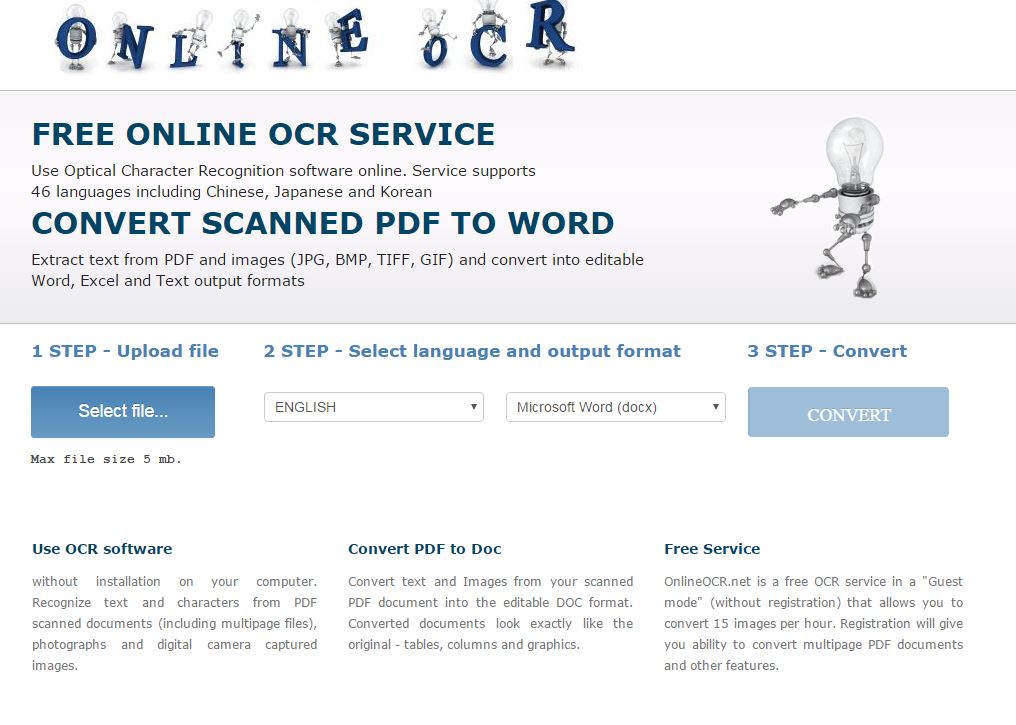 ONLINE OCR
FREE ONLINE OCR SERVICE
Use Optical Character Recognition software online. Service supports
46 languages including Chinese, Japanese and Korean
CONVERT SCANNED PDF TO WORD
Extract text from PDF and images (JPG, BMP, TIFF, GIF) and convert into editable
Word, Excel and Text output formats
1 STEP - Upload file
2 STEP - Select language and output format
3 STEP - Convert
Select file...
ENGLISH
Microsoft Word (docx)
CONVERT
Max file size 5 mb.
Use OCR software
without installation on your computer.
Recognize text and characters from PDF
scanned documents (including multipage files),
photographs and digital camera captured
images.
Convert PDF to Doc
Convert text and Images from your scanned
PDF document into the editable DOC format.
Converted documents look exactly like the
original - tables, columns and graphics.
Free Service
OnlineOCR.net is a free OCR service in a "Guest
mode" (without registration) that allows you to
convert 15 images per hour. Registration will give
you ability to convert multipage PDF documents
and other features.